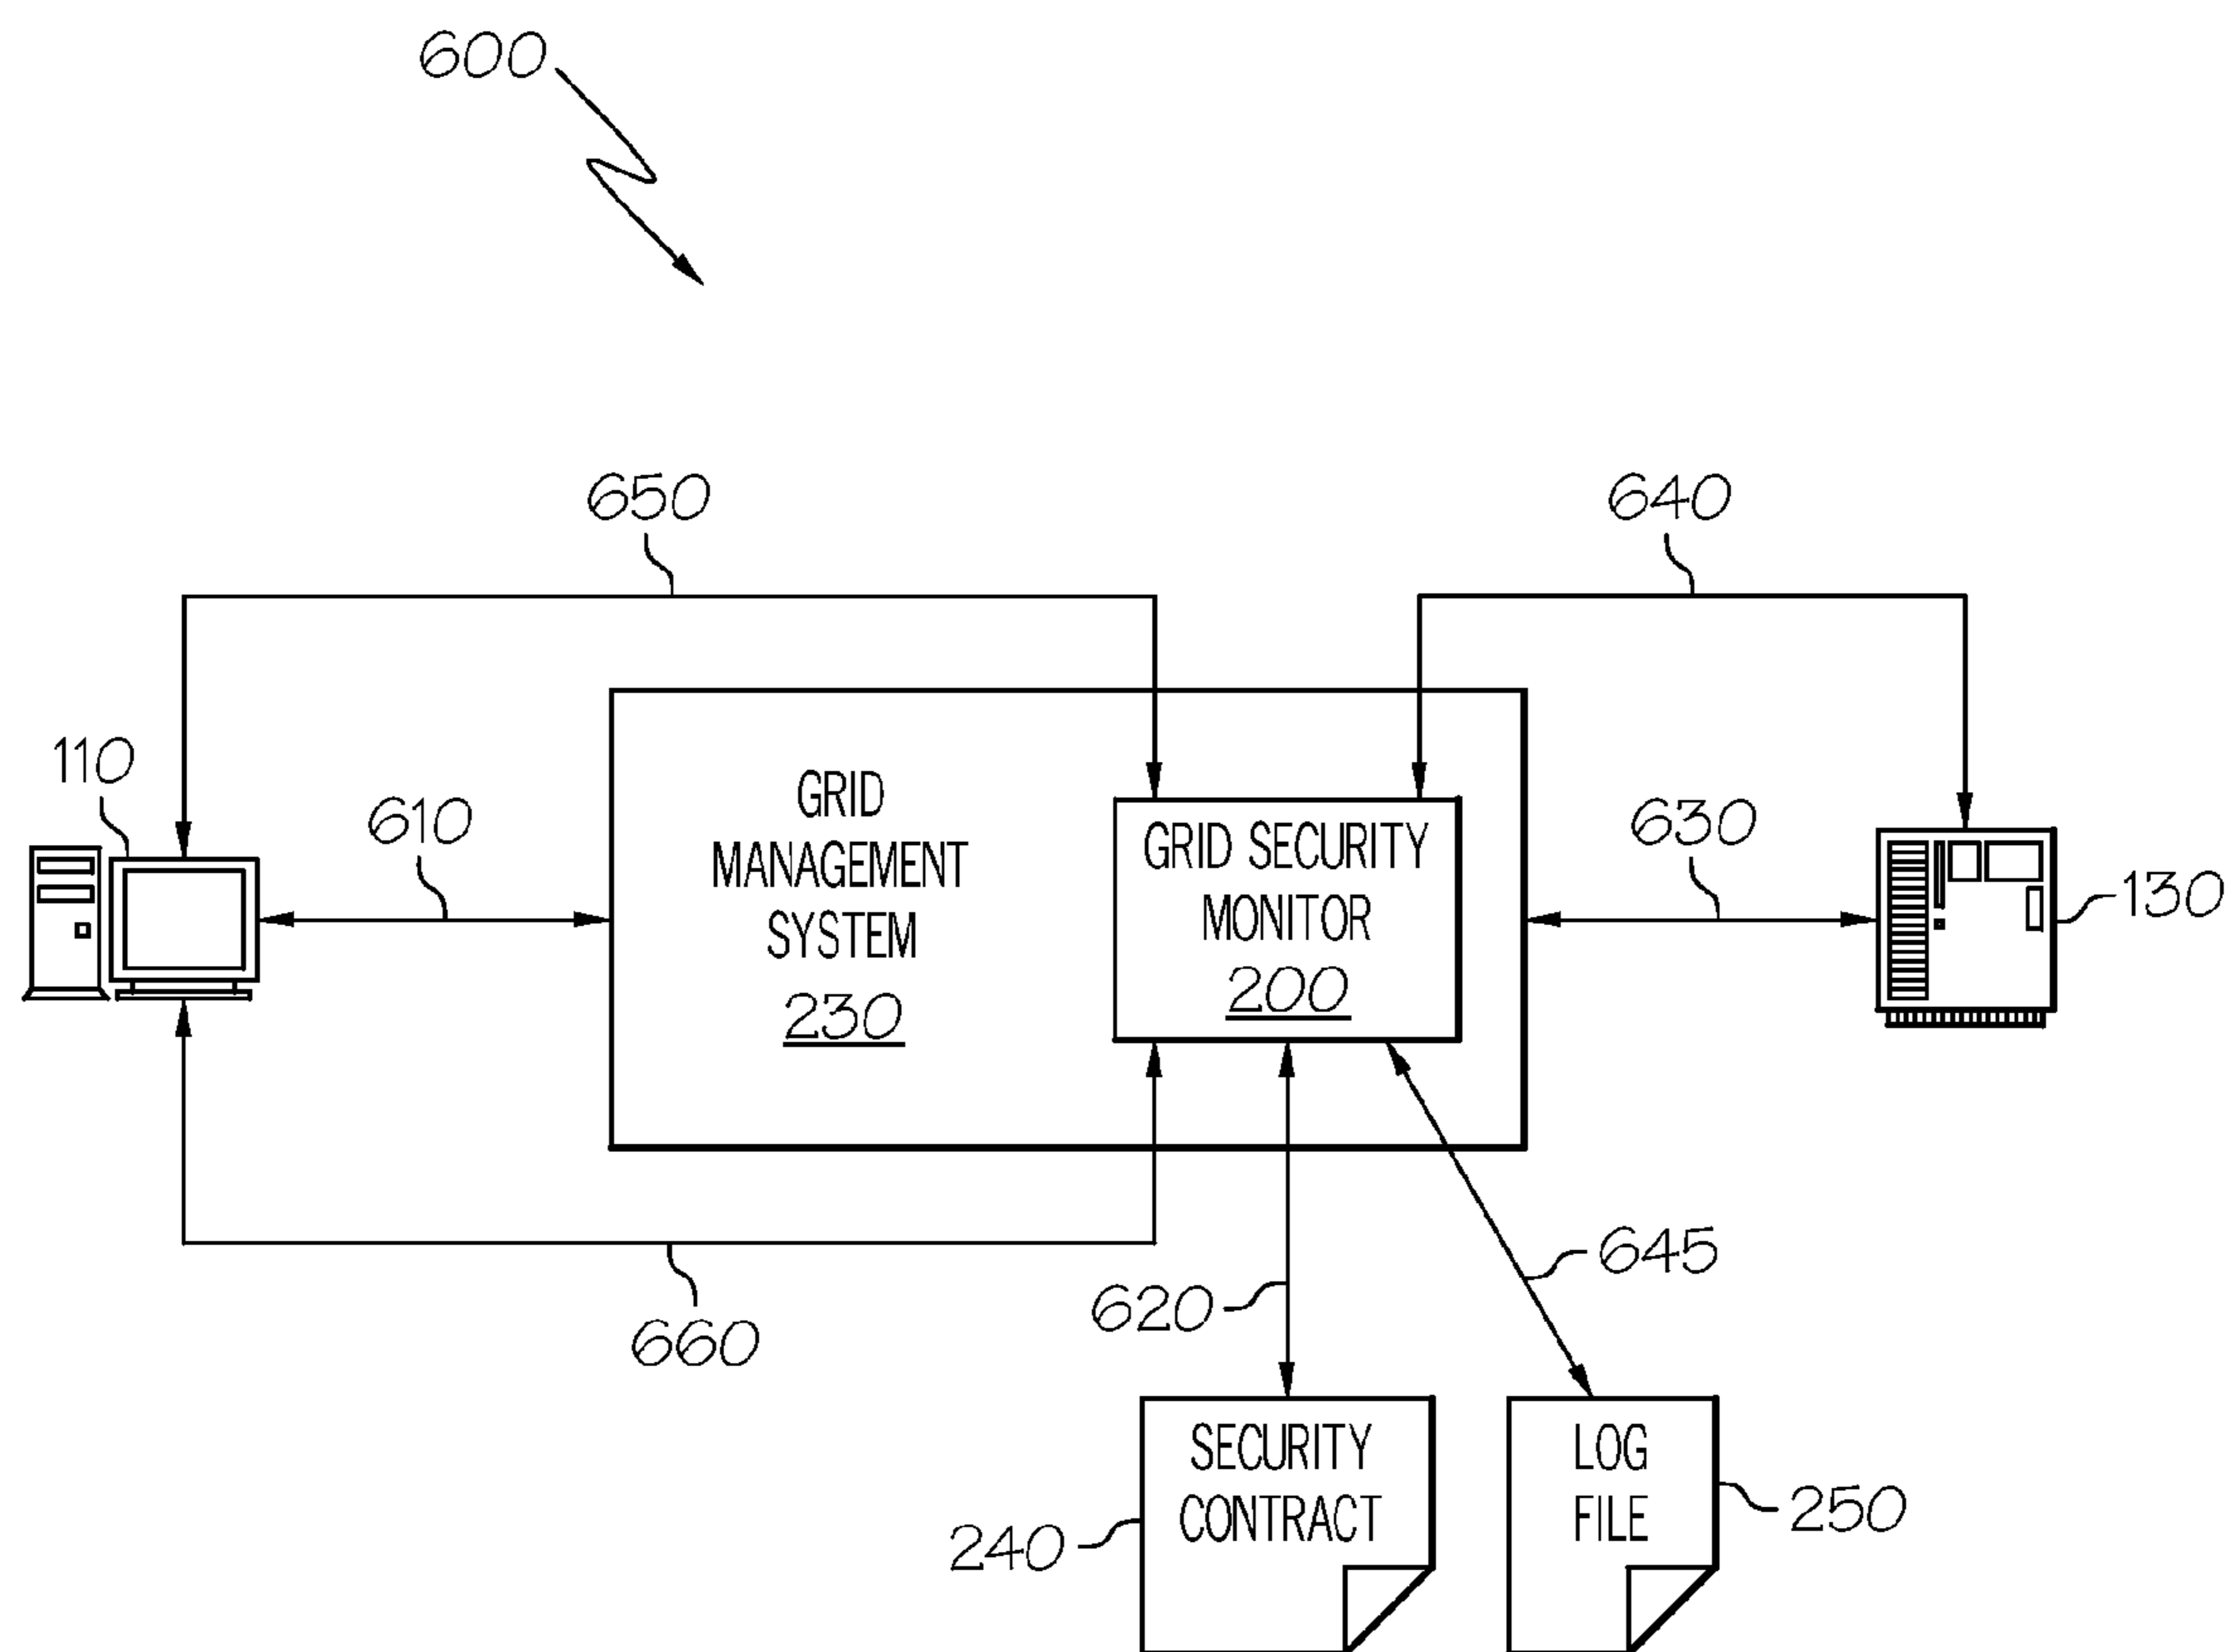 600
650
640
110
610
GRID
MANAGEMENT
SYSTEM
230
GRID SECURITY
MONITOR
200
630
130
660
620
645
SECURITY
CONTRACT
240
LOG
FILE
250